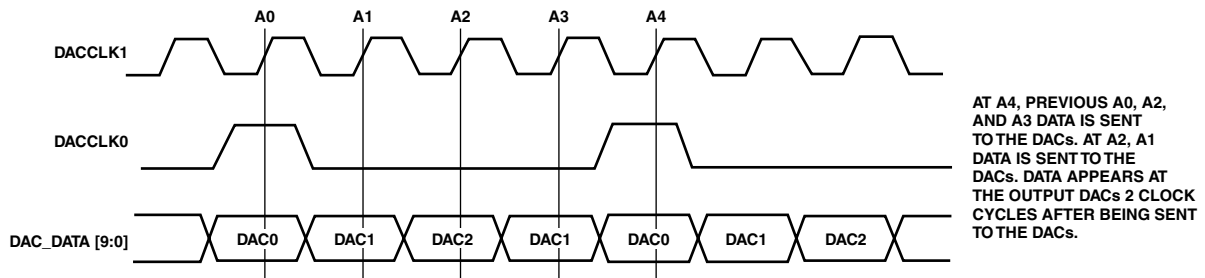 A0 A1 A2 A3 A4
DACCLK1
DACCLK0
DAC_DATA [9:0]
DAC0 DAC1 DAC2 DAC1 DAC0 DAC1 DAC2
AT A4, PREVIOUS A0, A2,
AND A3 DATA IS SENT
TO THE DACs. AT A2, A1
DATA IS SENT TO THE
DACs. DATA APPEARS AT
THE OUTPUT DACs 2 CLOCK
CYCLES AFTER BEING SENT
TO THE DACs.